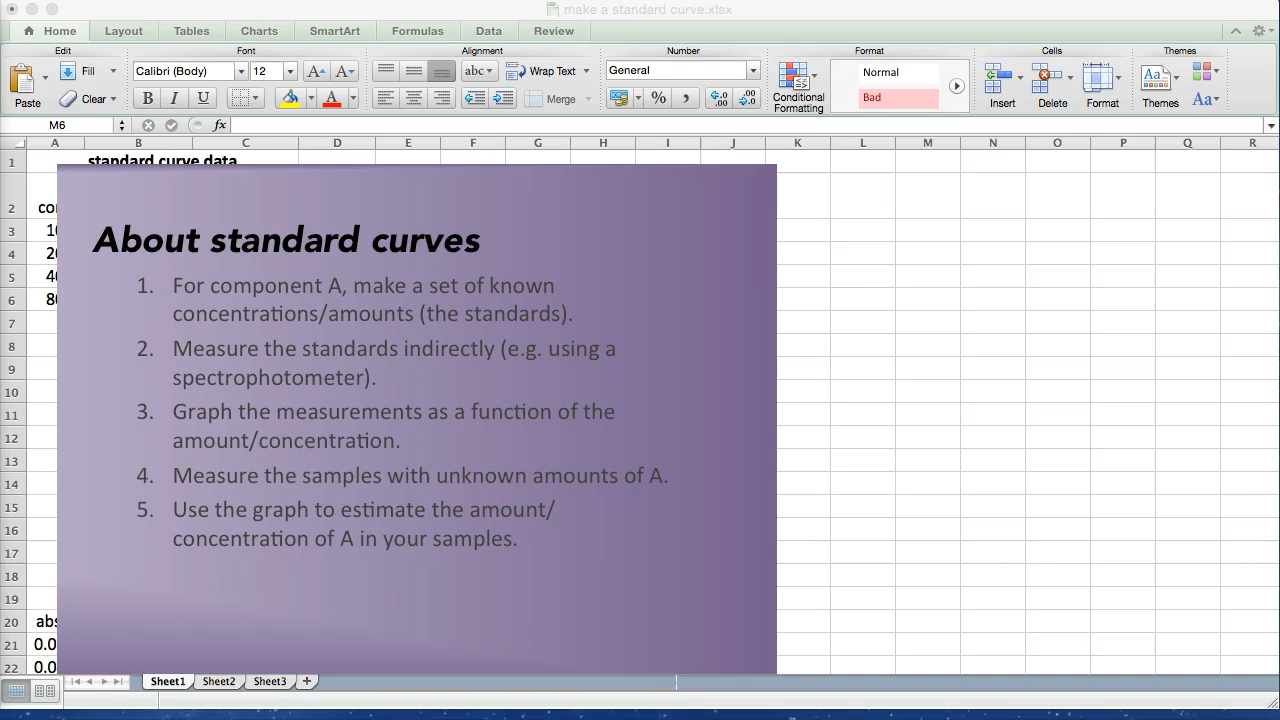 make a standard curve.xlsx
Home Layout Tables Charts SmartArt Formulas Data Review
Edit Font Alignment Number Format Cells Themes
Fill Calibri (Body) 12 A A abc Wrap Text General Normal
Paste Clear B I U A Merge % , .0 .00 .00 .0 Conditional Formatting Bad Insert Delete Format Themes Aa
M6 fx
A B C D E F G H I J K L M N O P Q R
1 standard curve data
2
3
4
5
6
7
8
9
10
11
12
13
14
15
16
17
18
19
20
21
22
About standard curves
1. For component A, make a set of known
concentrations/amounts (the standards).
2. Measure the standards indirectly (e.g. using a
spectrophotometer).
3. Graph the measurements as a function of the
amount/concentration.
4. Measure the samples with unknown amounts of A.
5. Use the graph to estimate the amount/
concentration of A in your samples.
Sheet1 Sheet2 Sheet3